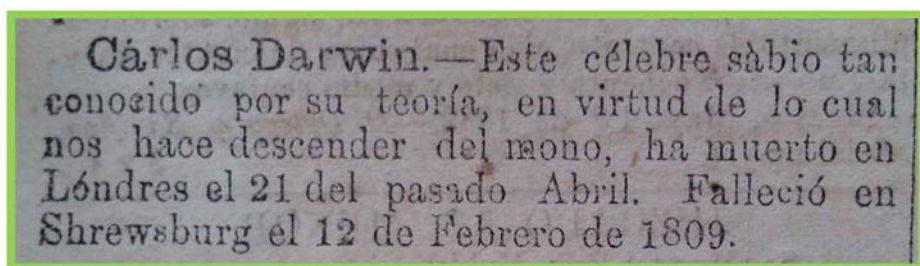 Cárlos Darwin.—Este célebre sàbio tan
conocido por su teoría, en virtud de lo cual
nos hace descender del mono, ha muerto en
Lóndres el 21 del pasado Abril. Falleció en
Shrewsburg el 12 de Febrero de 1809.